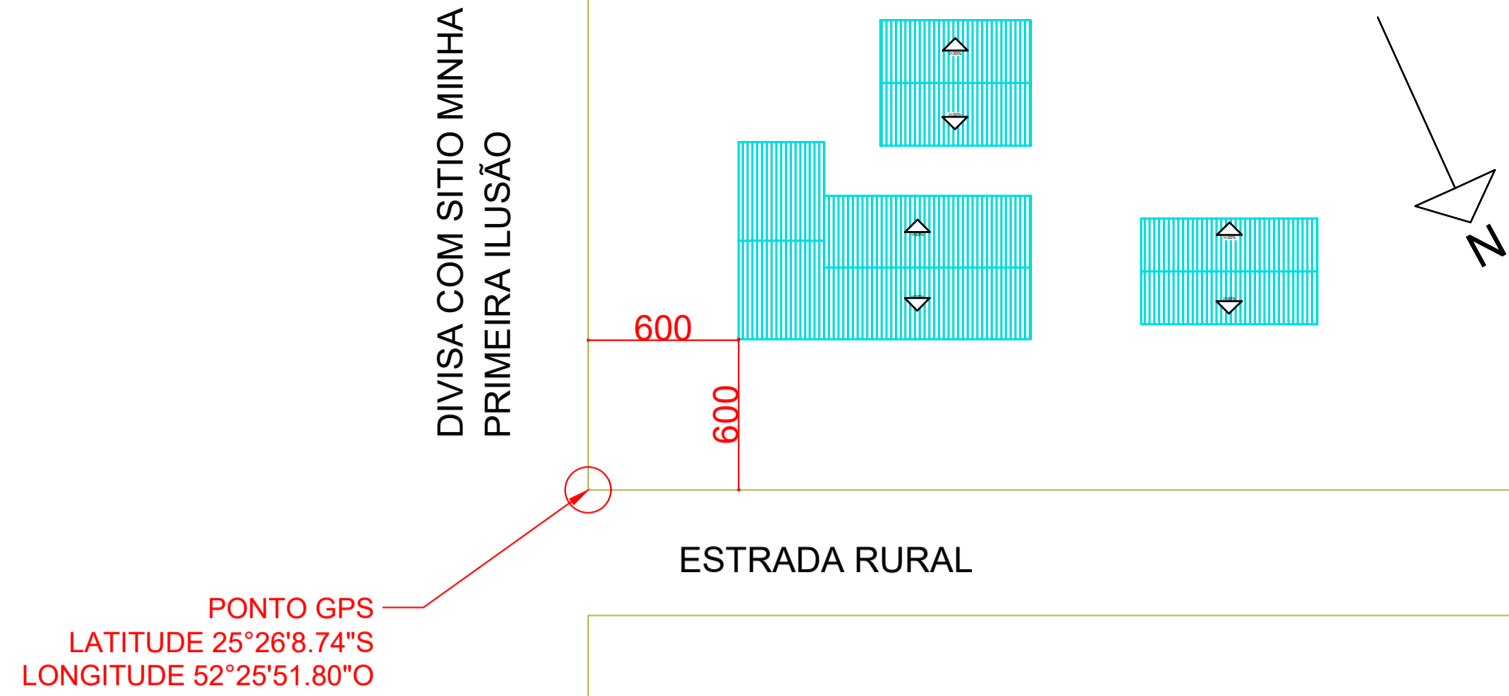 DIVISA COM SITIO MINHA
PRIMEIRA ILUSÃO
N
600
600
ESTRADA RURAL
PONTO GPS
LATITUDE 25°26'8.74"S
LONGITUDE 52°25'51.80"O